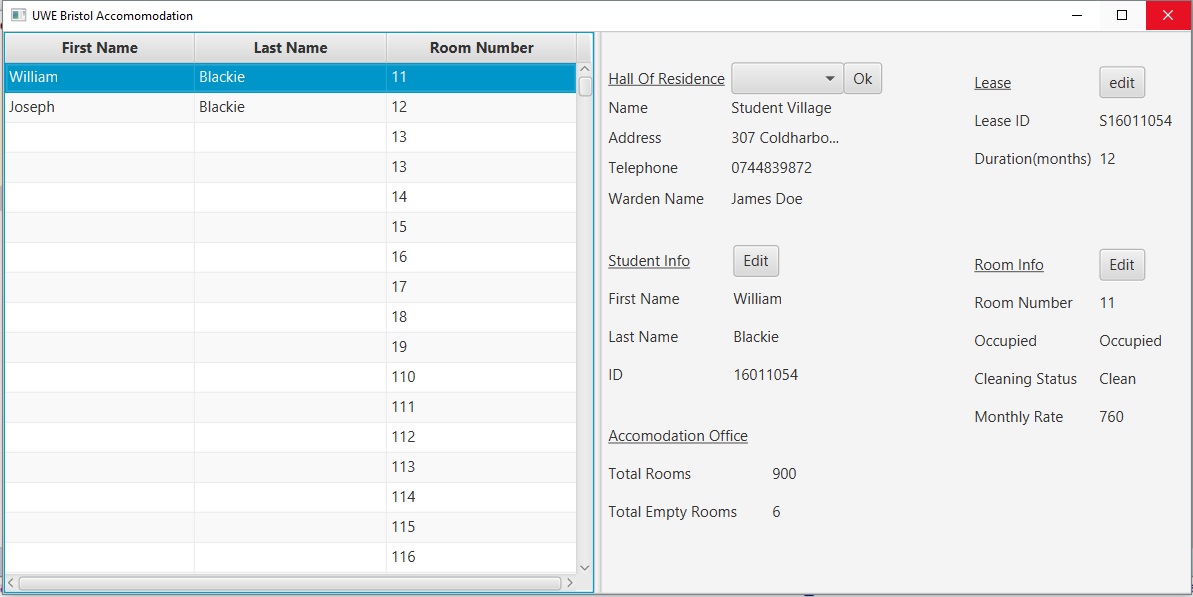 UWE Bristol Accomomodation
First Name Last Name Room Number
William Blackie 11
Joseph Blackie 12
13
13
14
15
16
17
18
19
110
111
112
113
114
115
116
Hall Of Residence Ok
Name Student Village
Address 307 Coldharbo...
Telephone 0744839872
Warden Name James Doe
Lease edit
Lease ID S16011054
Duration(months) 12
Student Info Edit
First Name William
Last Name Blackie
ID 16011054
Room Info Edit
Room Number 11
Occupied Occupied
Cleaning Status Clean
Monthly Rate 760
Accomodation Office
Total Rooms 900
Total Empty Rooms 6